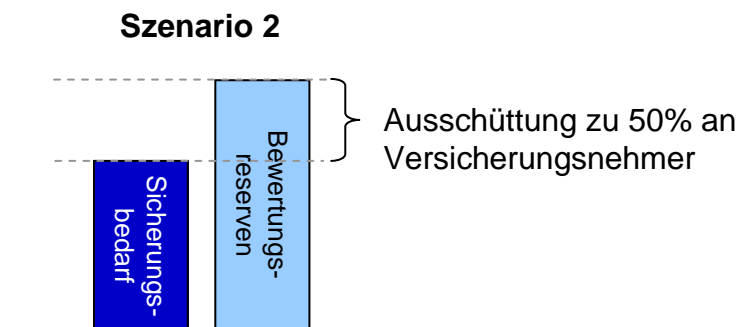 Szenario 2
Ausschüttung zu 50% an
Versicherungsnehmer
Sicherungs-
bedarf
Bewertungs-
reserven